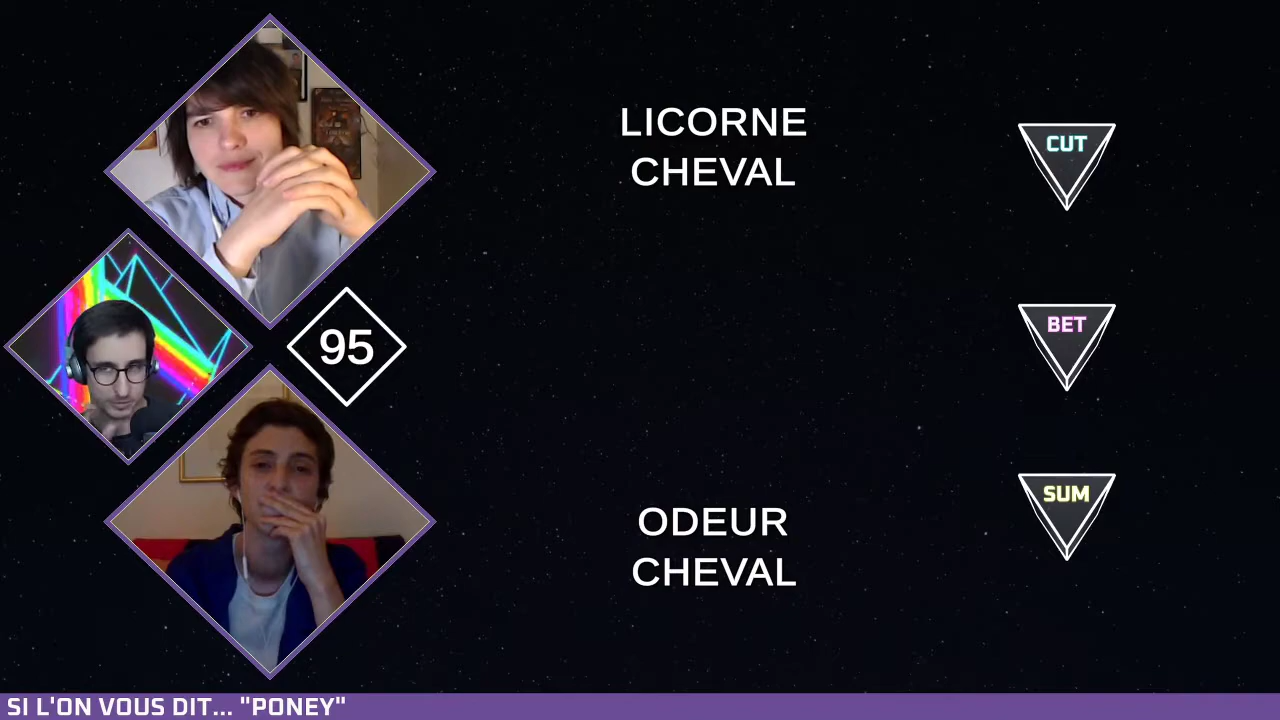 LICORNE
CHEVAL
CUT
95
BET
SUM
ODEUR
CHEVAL
SI L'ON VOUS DIT... "PONEY"